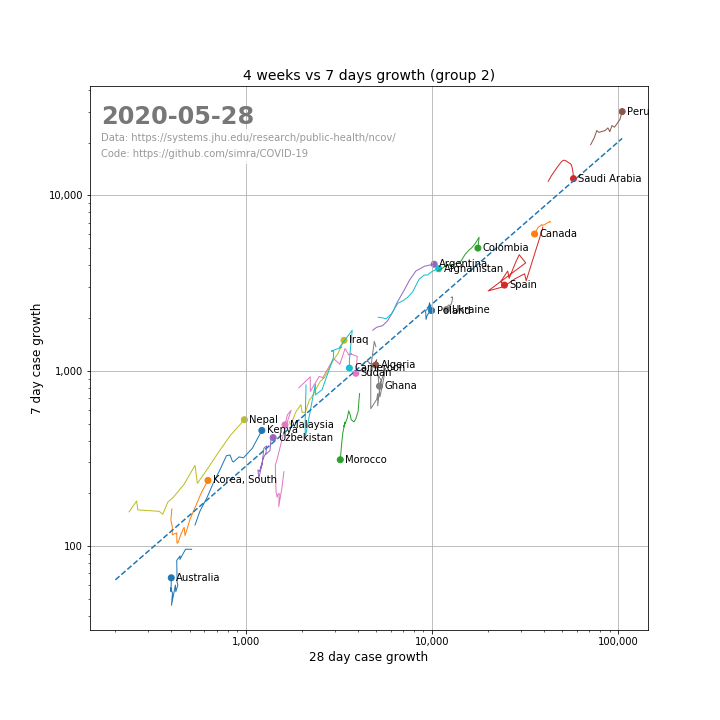 4 weeks vs 7 days growth (group 2)
2020-05-28
Data: https://systems.jhu.edu/research/public-health/ncov/
Code: https://github.com/simra/COVID-19
Peru
Saudi Arabia
10,000
Canada
Colombia
Argentina
Afghanistan
Spain
Poland
Ukraine
7 day case growth
Iraq
1,000
Algeria
Cameroon
Sudan
Ghana
Nepal
Malaysia
Kenya
Uzbekistan
Morocco
Korea, South
100
Australia
1,000
10,000
100,000
28 day case growth